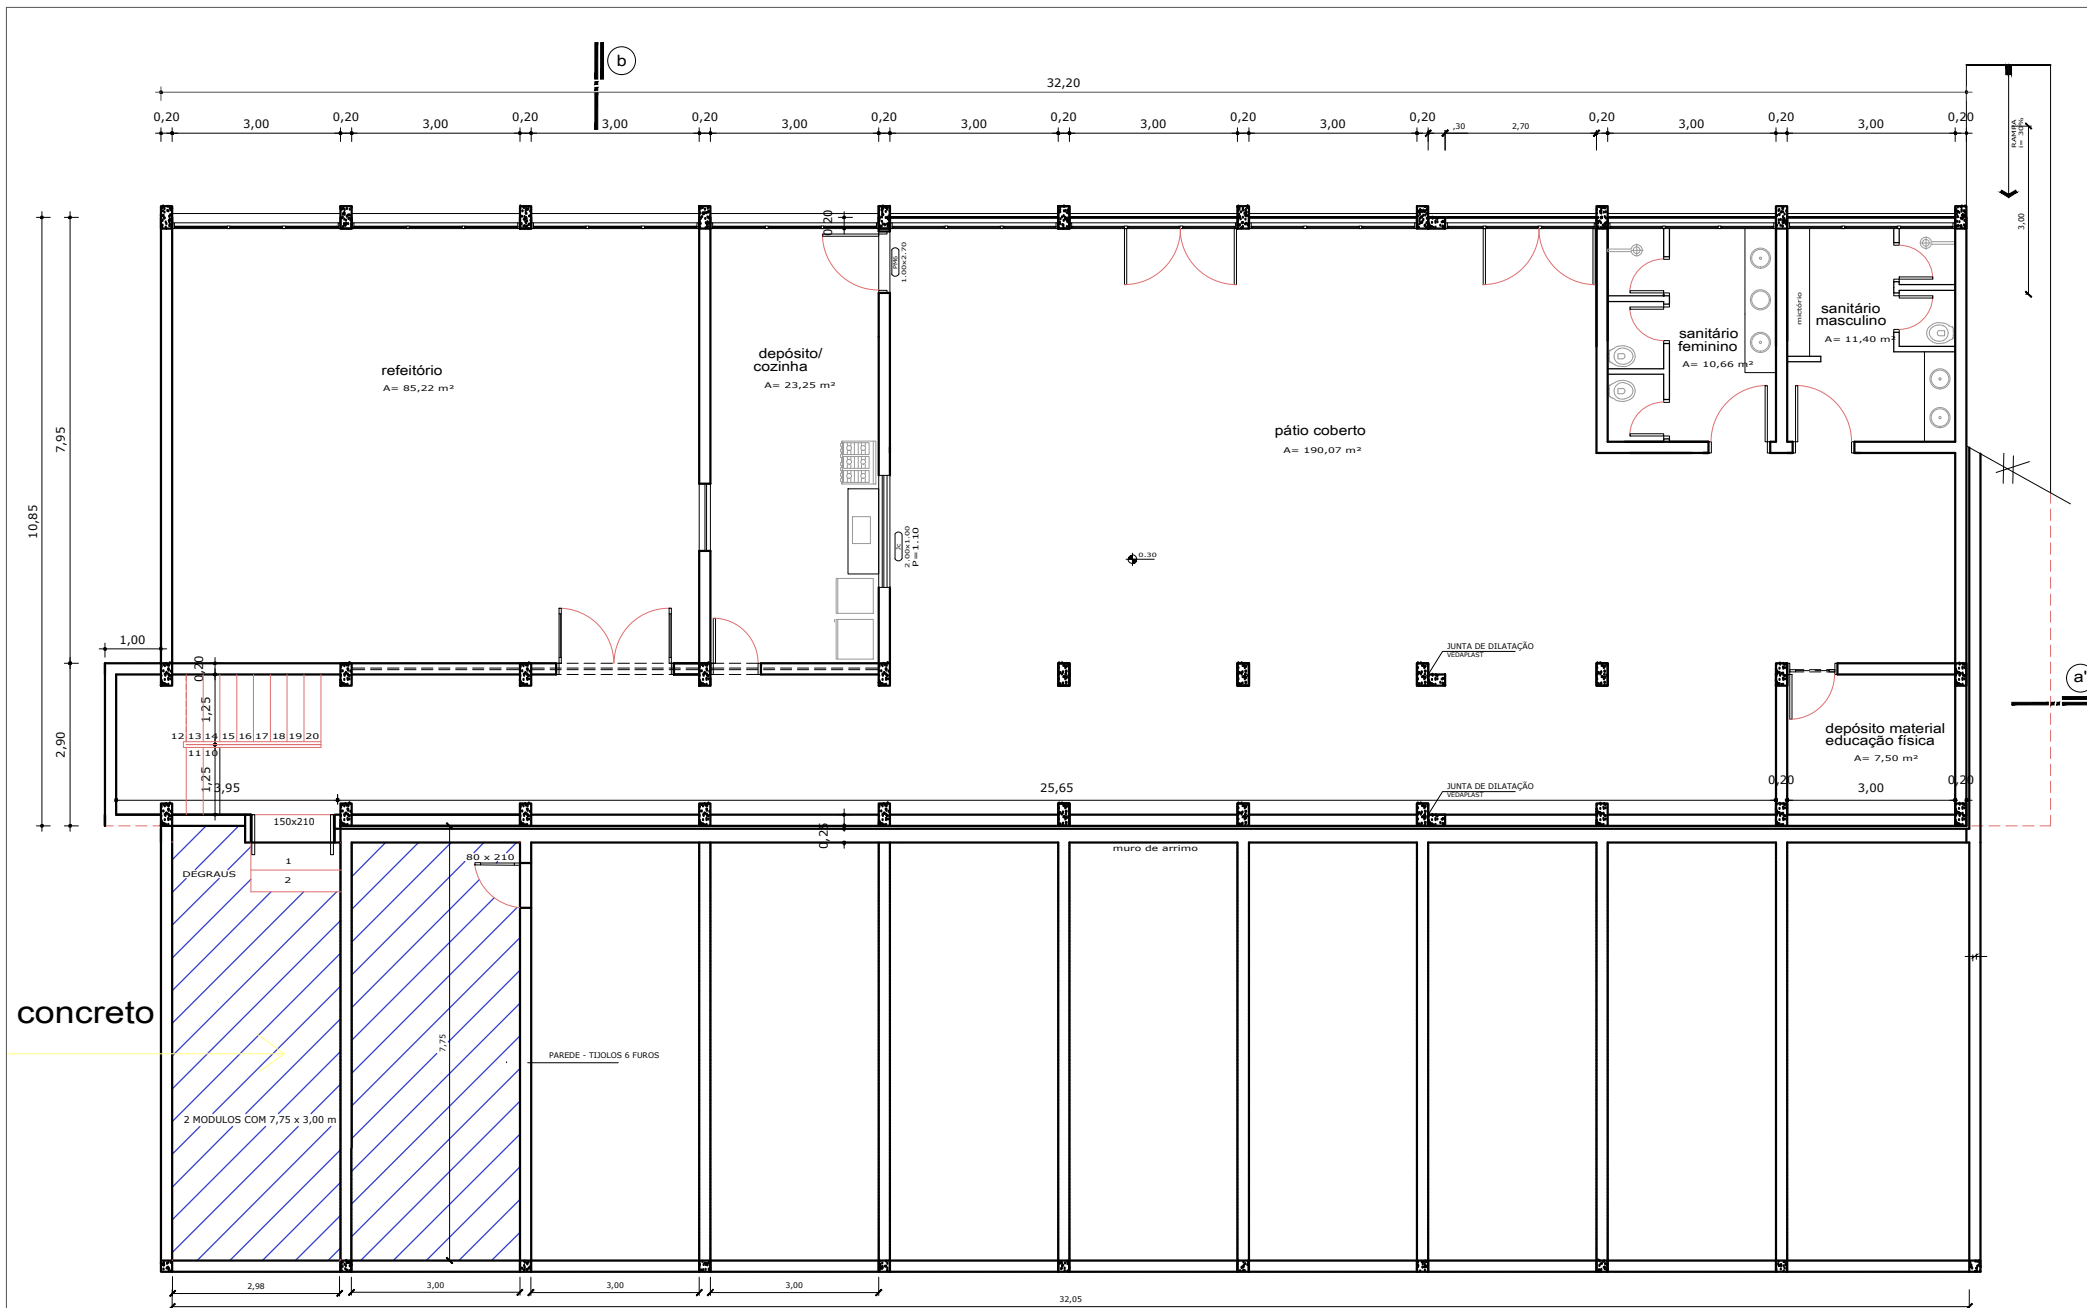 b
32,20
0,20 3,00 0,20 3,00 0,20 3,00 0,20 3,00 0,20 3,00 0,20 3,00 0,20 3,00 0,20 ,30 2,70 0,20 3,00 0,20 3,00 0,20
RAMPA
i= 30%
3,00
0,20
PM6
1.00x2.70
10,85
7,95
refeitório
A= 85,22 m²
depósito/
cozinha
A= 23,25 m²
pátio coberto
A= 190,07 m²
sanitário
feminino
A= 10,66 m²
mictório
sanitário
masculino
A= 11,40 m²
2.00x1.00
P=1.10
0.30
1,00
0,20
JUNTA DE DILATAÇÃO
VEDAPLAST
a'
2,90
1,25
12 13 14 15 16 17 18 19 20
11 10
1,25
3,95
25,65
JUNTA DE DILATAÇÃO
VEDAPLAST
depósito material
educação física
A= 7,50 m²
0,20 3,00 0,20
150x210
0,25
muro de arrimo
1
2
DEGRAUS
80 x 210
concreto
7,75
PAREDE - TIJOLOS 6 FUROS
2 MODULOS COM 7,75 x 3,00 m
2,98 3,00 3,00 3,00
32,05